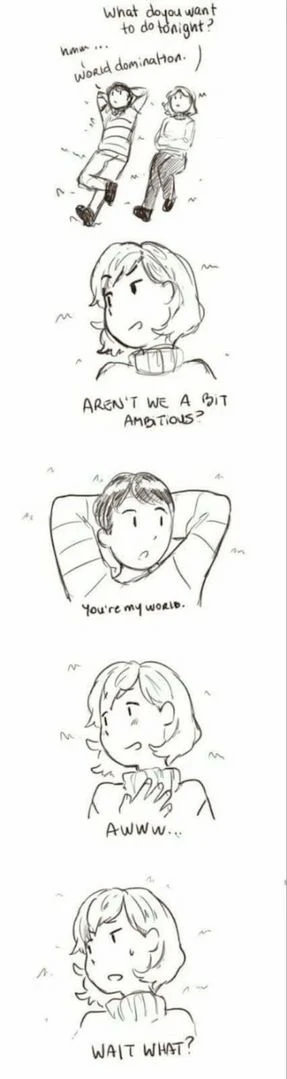 What do you want
to do tonight?
hmm...
World domination.
AREN'T WE A BIT
AMBITIOUS?
You're my world.
AWWW...
WAIT WHAT?